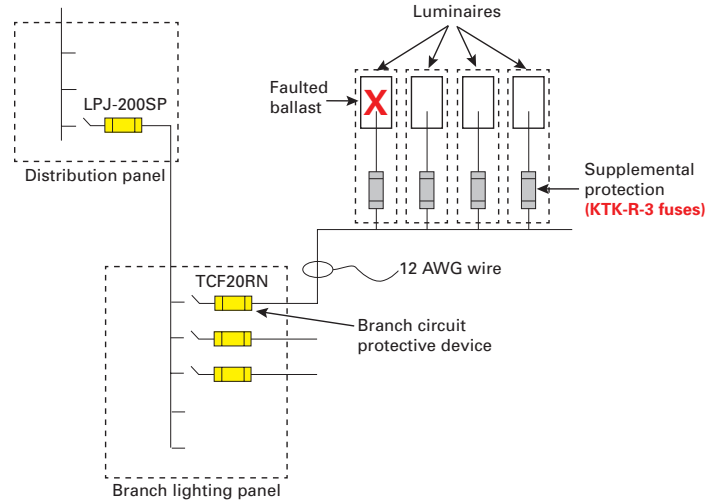 Luminaires
Faulted
ballast
X
LPJ-200SP
Distribution panel
Supplemental
protection
(KTK-R-3 fuses)
12 AWG wire
TCF20RN
Branch circuit
protective device
Branch lighting panel